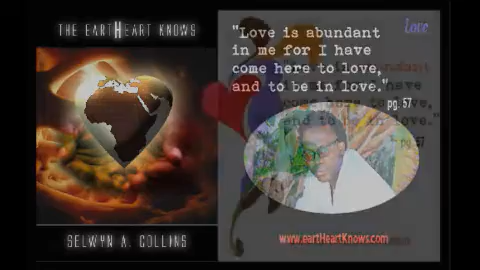 THE EARTHEART KNOWS
SELWYN A. COLLINS
Love
"Love is abundant
in me for I have
come here to love,
and to be in love."
pg. 57
www.eartHeartKnows.com